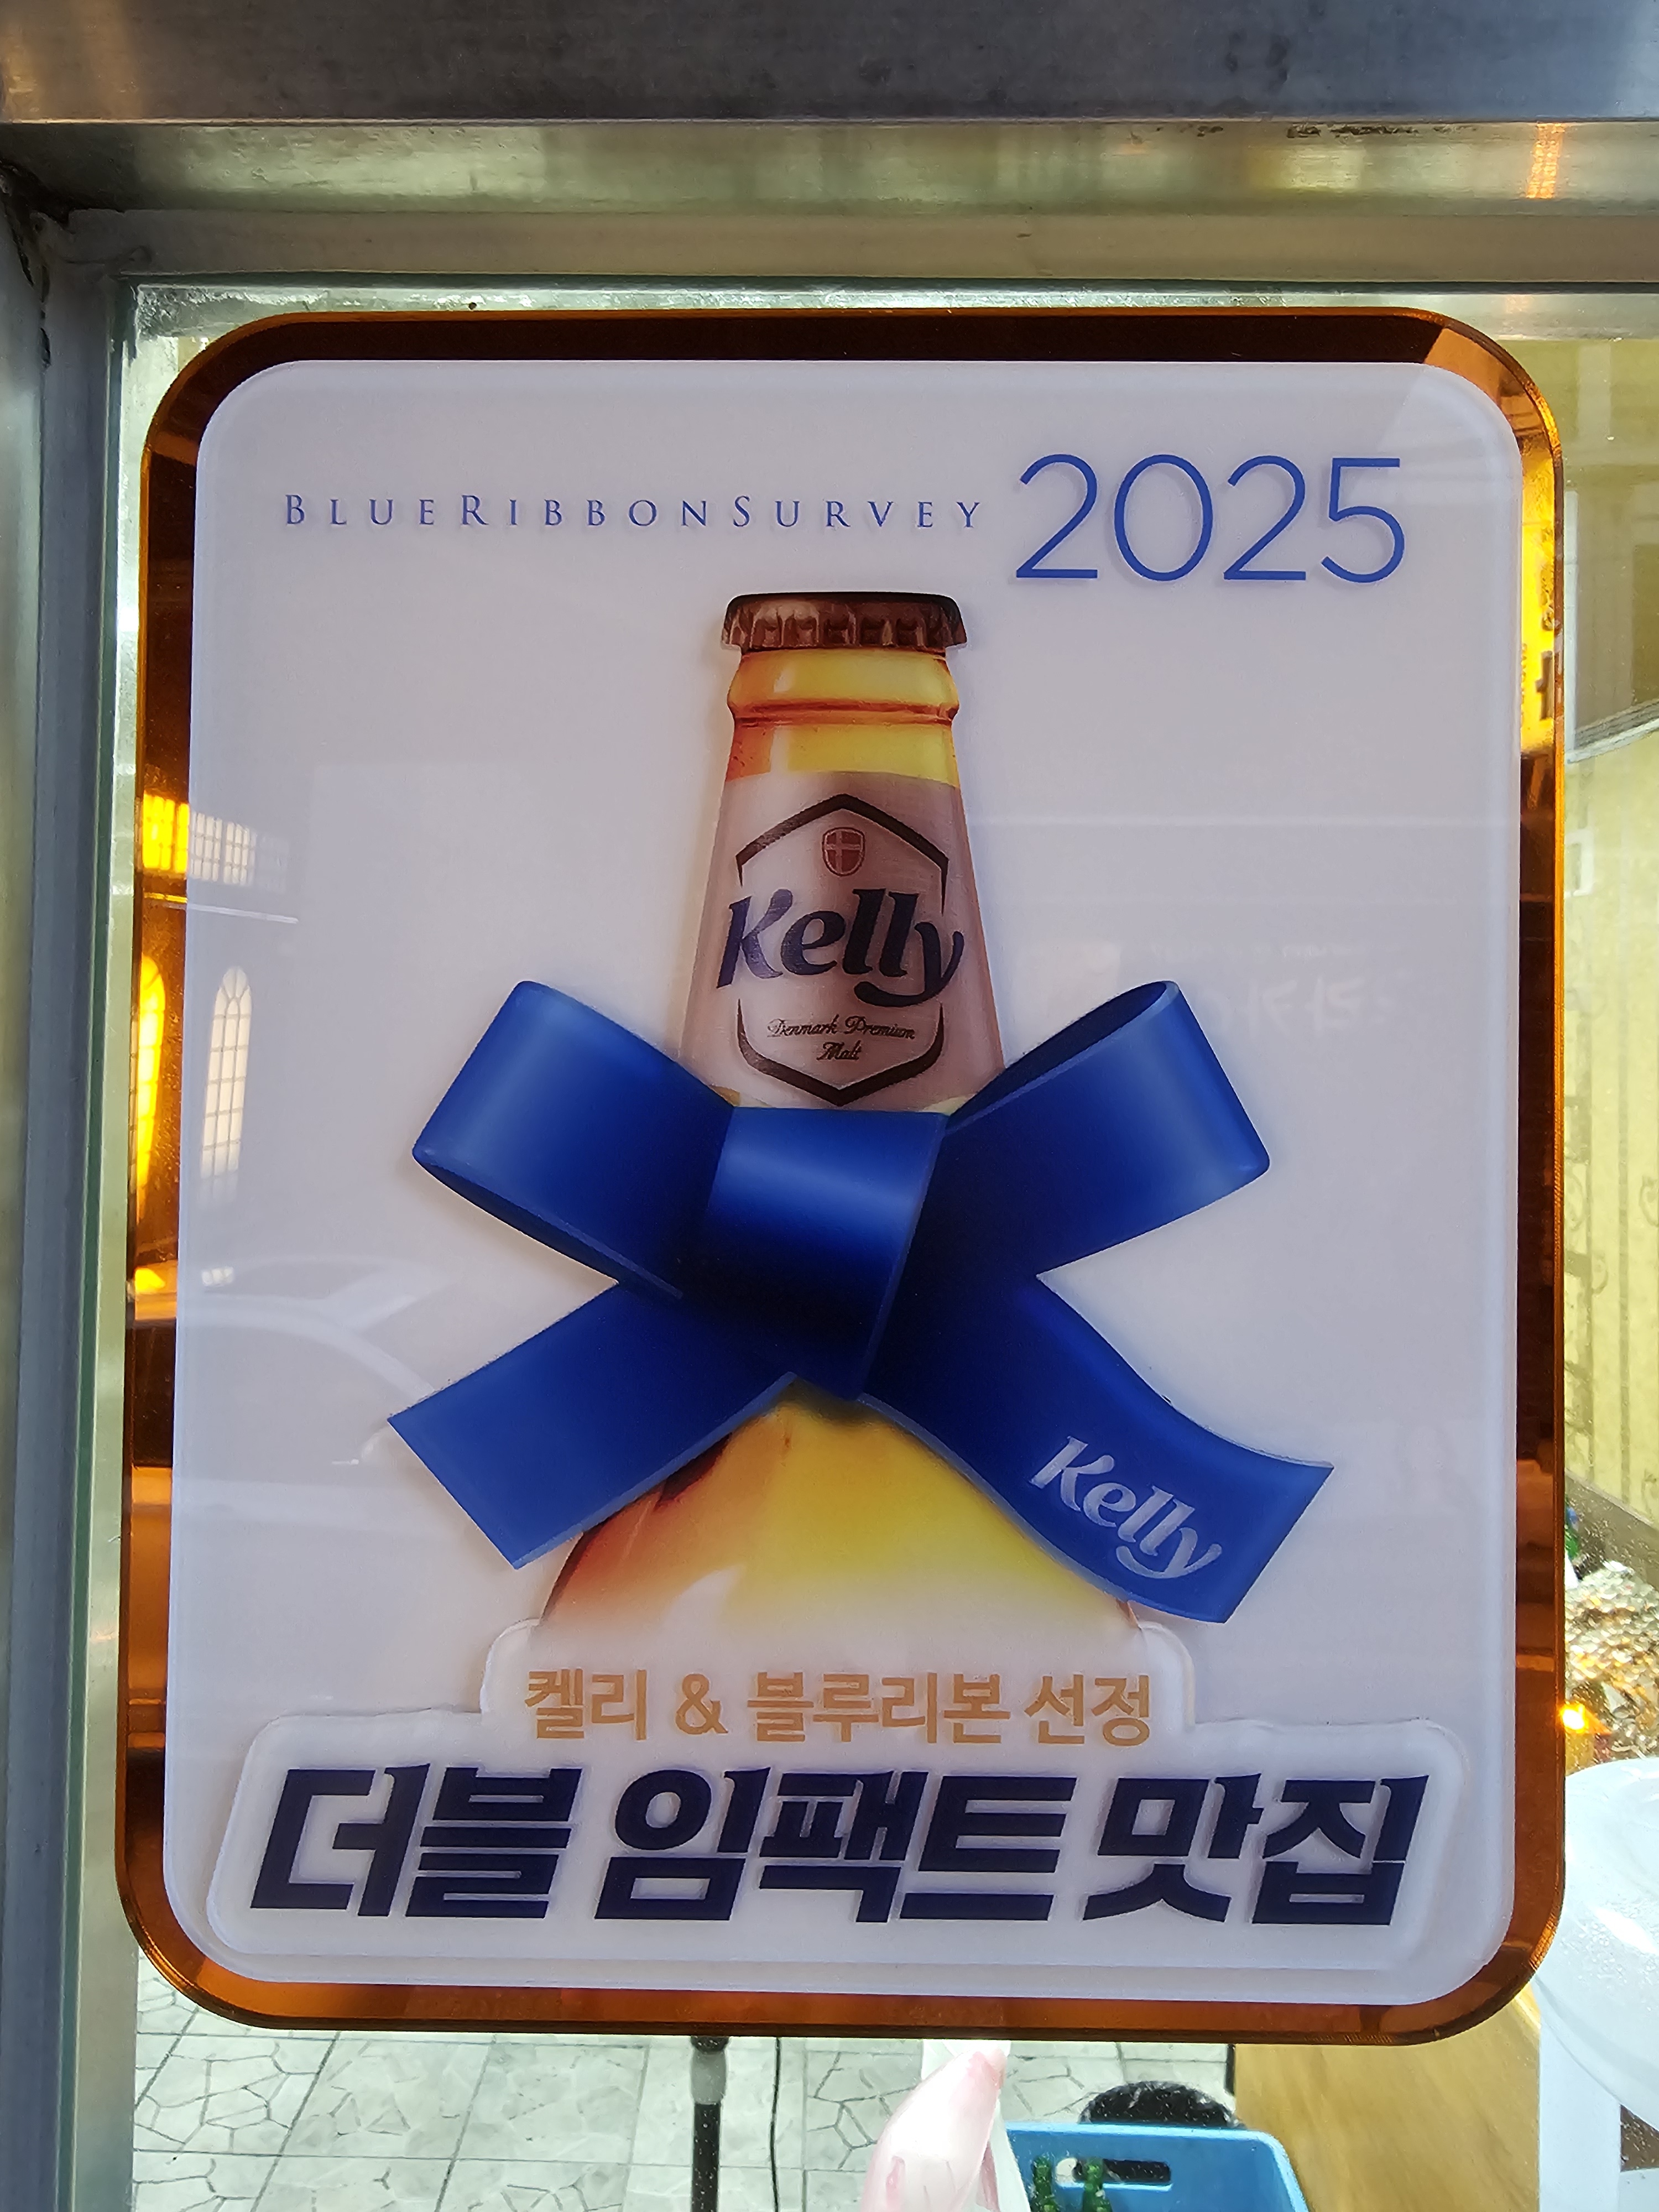 BLUERIBBONSURVEY 2025
Kelly
Denmark Premium
Malt
Kelly
켈리 & 블루리본 선정
더블 임팩트 맛집